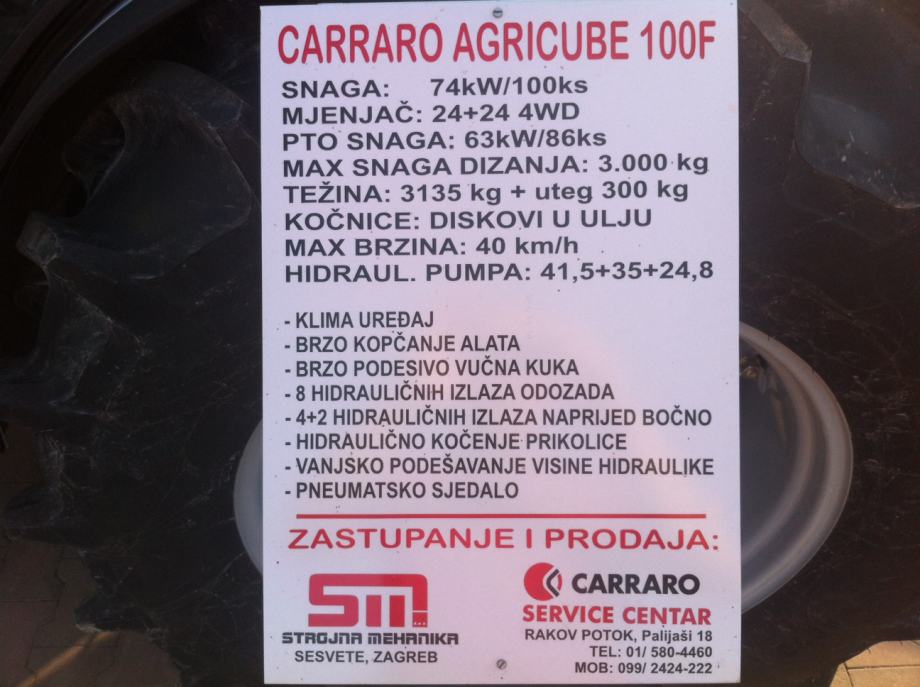 CARRARO AGRICUBE 100F
SNAGA: 74kW/100ks
MJENJAČ: 24+24 4WD
PTO SNAGA: 63kW/86ks
MAX SNAGA DIZANJA: 3.000 kg
TEŽINA: 3135 kg + uteg 300 kg
KOČNICE: DISKOVI U ULJU
MAX BRZINA: 40 km/h
HIDRAUL. PUMPA: 41,5+35+24,8
- KLIMA UREĐAJ
- BRZO KOPČANJE ALATA
- BRZO PODESIVO VUČNA KUKA
- 8 HIDRAULIČNIH IZLAZA ODOZADA
- 4+2 HIDRAULIČNIH IZLAZA NAPRIJED BOČNO
- HIDRAULIČNO KOČENJE PRIKOLICE
- VANJSKO PODEŠAVANJE VISINE HIDRAULIKE
- PNEUMATSKO SJEDALO
ZASTUPANJE I PRODAJA:
SM
STROJNA MEHANIKA
SESVETE, ZAGREB
CARRARO
SERVICE CENTAR
RAKOV POTOK, Palijaši 18
TEL: 01/ 580-4460
MOB: 099/ 2424-222